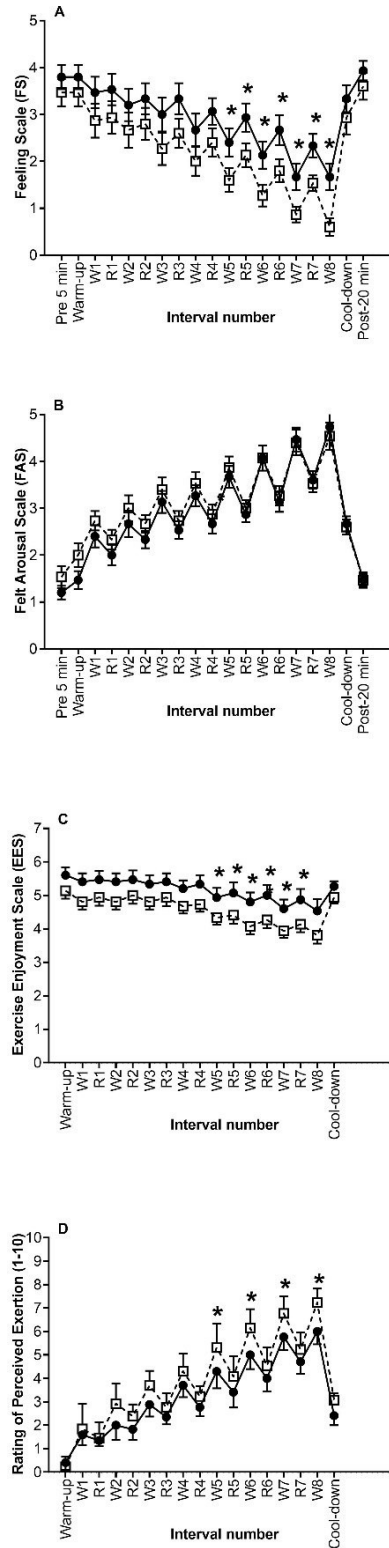 A
Feeling Scale (FS)
5
4
3
2
1
0
* * * * * * *
Pre 5 min
Warm-up
W1
R1
W2
R2
W3
R3
W4
R4
W5
R5
W6
R6
W7
R7
W8
Cool-down
Post-20 min
Interval number
B
Felt Arousal Scale (FAS)
5
4
3
2
1
0
Pre 5 min
Warm-up
W1
R1
W2
R2
W3
R3
W4
R4
W5
R5
W6
R6
W7
R7
W8
Cool-down
Post-20 min
Interval number
C
Exercise Enjoyment Scale (EES)
7
6
5
4
3
2
1
0
* * * * * *
Warm-up
W1
R1
W2
R2
W3
R3
W4
R4
W5
R5
W6
R6
W7
R7
W8
Cool-down
Interval number
D
Rating of Perceived Exertion (1-10)
10
9
8
7
6
5
4
3
2
1
0
* * * *
Warm-up
W1
R1
W2
R2
W3
R3
W4
R4
W5
R5
W6
R6
W7
R7
W8
Cool-down
Interval number